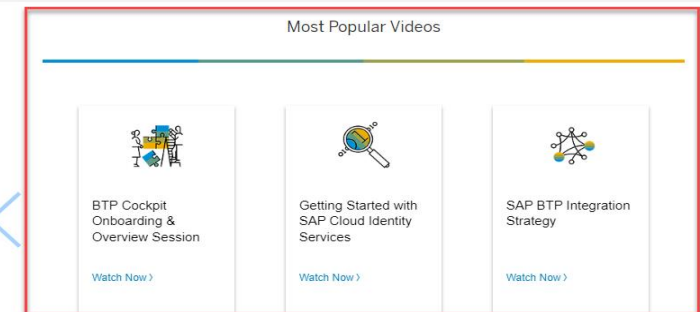 Most Popular Videos
BTP Cockpit
Onboarding &
Overview Session
Watch Now >
Getting Started with
SAP Cloud Identity
Services
Watch Now >
SAP BTP Integration
Strategy
Watch Now >